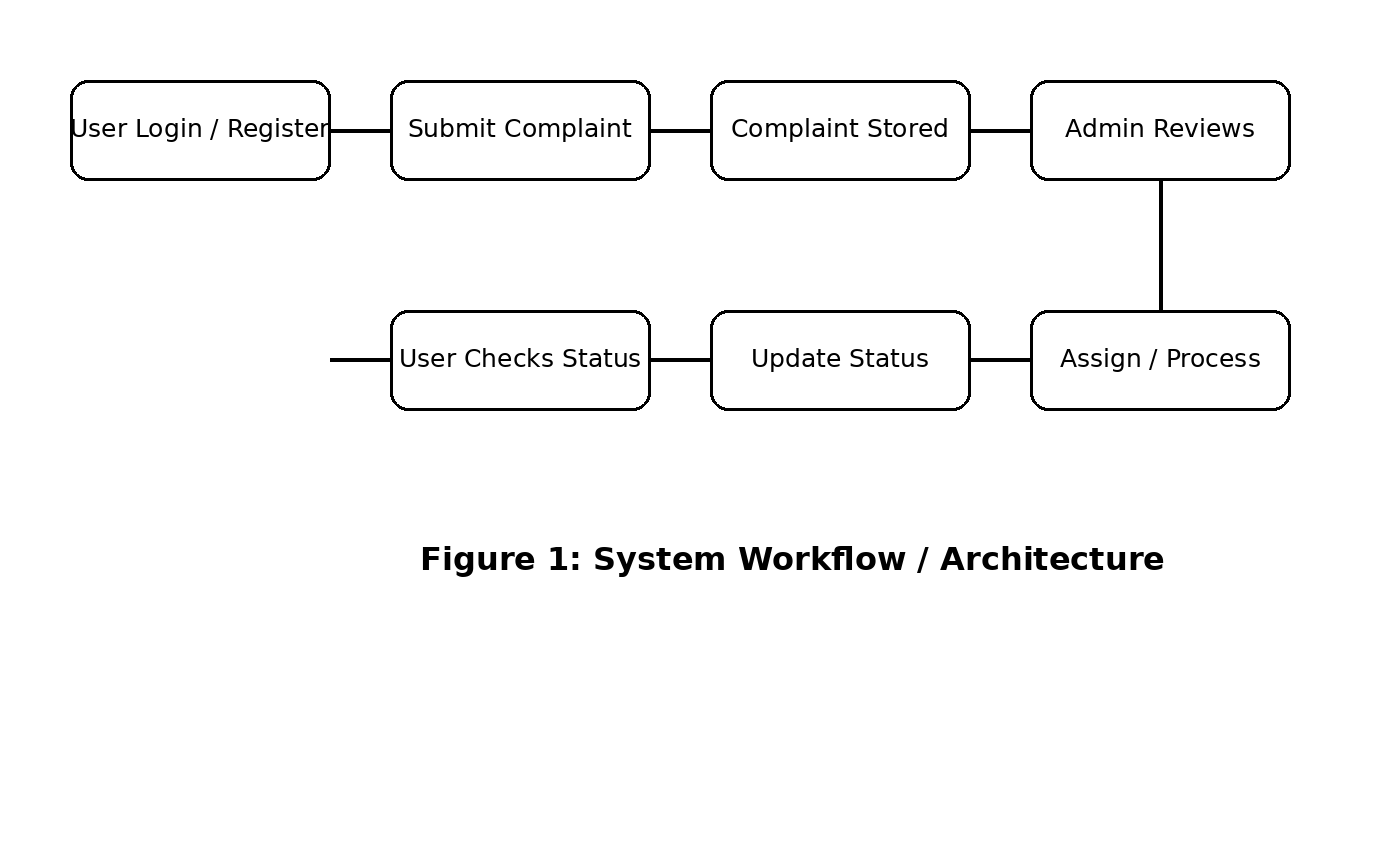 User Login / Register
Submit Complaint
Complaint Stored
Admin Reviews
User Checks Status
Update Status
Assign / Process
Figure 1: System Workflow / Architecture